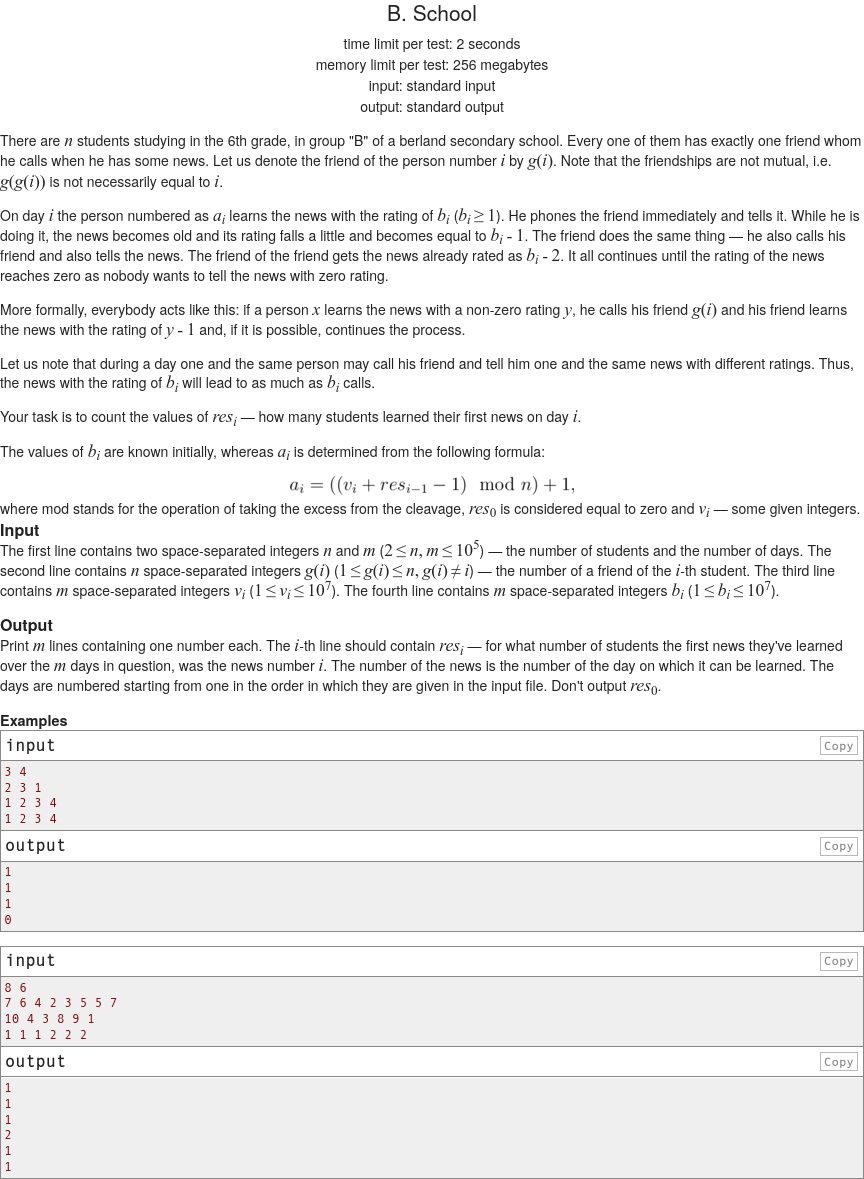 B. School
time limit per test: 2 seconds
memory limit per test: 256 megabytes
input: standard input
output: standard output
There are n students studying in the 6th grade, in group "B" of a berland secondary school. Every one of them has exactly one friend whom
he calls when he has some news. Let us denote the friend of the person number i by g(i). Note that the friendships are not mutual, i.e.
g(g(i)) is not necessarily equal to i.
On day i the person numbered as a_i learns the news with the rating of b_i (b_i ≥ 1). He phones the friend immediately and tells it. While he is
doing it, the news becomes old and its rating falls a little and becomes equal to b_i - 1. The friend does the same thing — he also calls his
friend and also tells the news. The friend of the friend gets the news already rated as b_i - 2. It all continues until the rating of the news
reaches zero as nobody wants to tell the news with zero rating.
More formally, everybody acts like this: if a person x learns the news with a non-zero rating y, he calls his friend g(i) and his friend learns
the news with the rating of y - 1 and, if it is possible, continues the process.
Let us note that during a day one and the same person may call his friend and tell him one and the same news with different ratings. Thus,
the news with the rating of b_i will lead to as much as b_i calls.
Your task is to count the values of res_i — how many students learned their first news on day i.
The values of b_i are known initially, whereas a_i is determined from the following formula:
a_i = ((v_i + res_{i-1} − 1) mod n) + 1,
where mod stands for the operation of taking the excess from the cleavage, res_0 is considered equal to zero and v_i — some given integers.
Input
The first line contains two space-separated integers n and m (2 ≤ n, m ≤ 10^5) — the number of students and the number of days. The
second line contains n space-separated integers g(i) (1 ≤ g(i) ≤ n, g(i) ≠ i) — the number of a friend of the i-th student. The third line
contains m space-separated integers v_i (1 ≤ v_i ≤ 10^7). The fourth line contains m space-separated integers b_i (1 ≤ b_i ≤ 10^7).
Output
Print m lines containing one number each. The i-th line should contain res_i — for what number of students the first news they've learned
over the m days in question, was the news number i. The number of the news is the number of the day on which it can be learned. The
days are numbered starting from one in the order in which they are given in the input file. Don't output res_0.
Examples
input Copy
3 4
2 3 1
1 2 3 4
1 2 3 4
output Copy
1
1
1
0
input Copy
8 6
7 6 4 2 3 5 5 7
10 4 3 8 9 1
1 1 1 2 2 2
output Copy
1
1
1
2
1
1